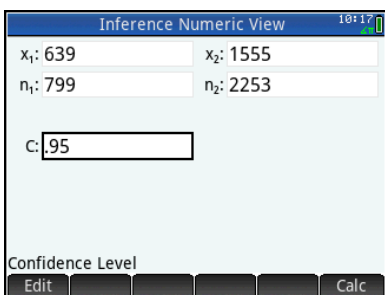 Inference Numeric View 10:17
∠π
x₁: 639 x₂: 1555
n₁: 799 n₂: 2253
C: .95
Confidence Level
Edit Calc